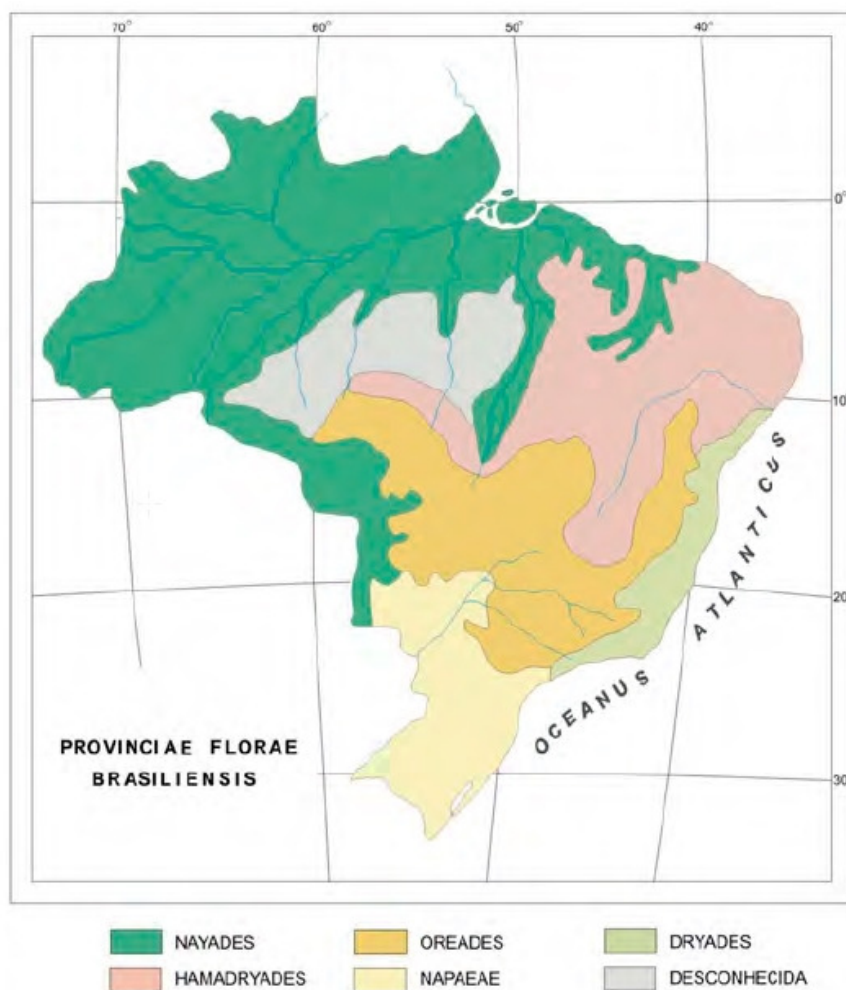 70° 60° 50° 40°
0°
10°
20°
30°
OCEANUS ATLANTICUS
PROVINCIAE FLORAE
BRASILIENSIS
NAYADES OREADES DRYADES
HAMADRYADES NAPAEAE DESCONHECIDA